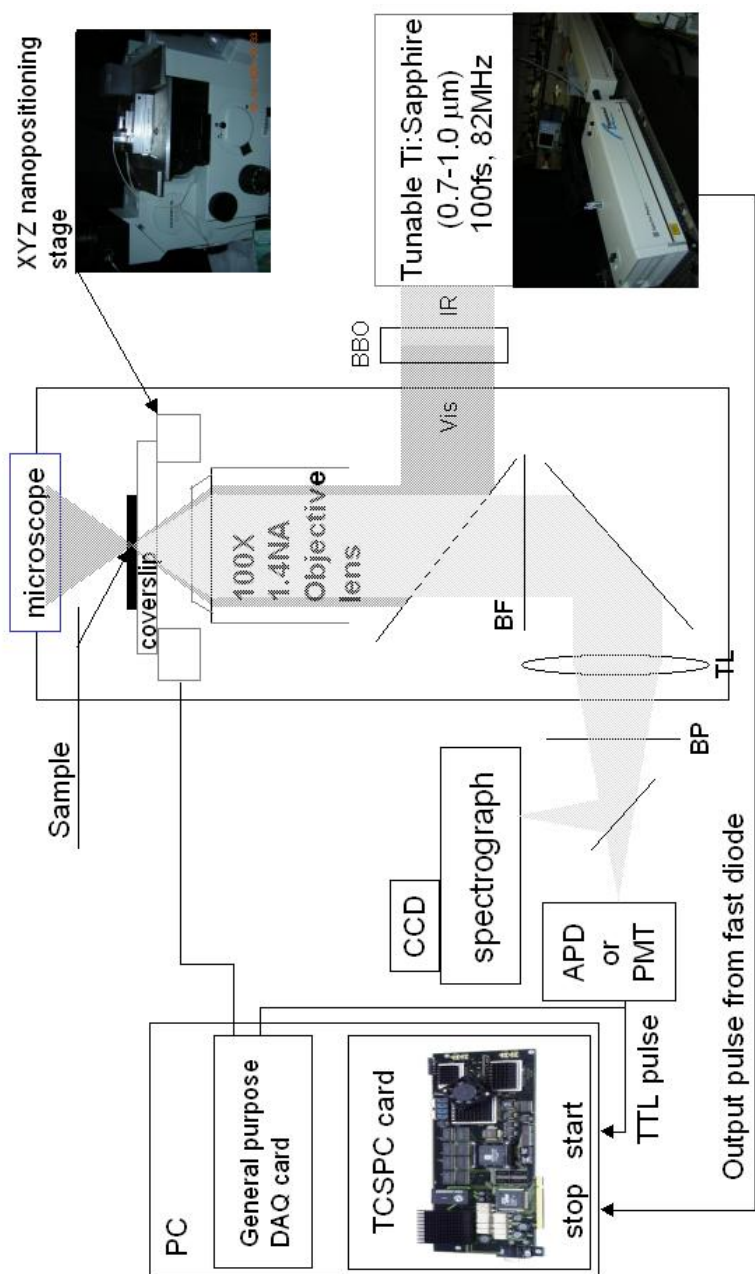 XYZ nanopositioning
stage
Tunable Ti:Sapphire
(0.7-1.0 μm)
100fs, 82MHz
microscope
Sample
coverslip
100X
1.4NA
Objective
lens
BBO
IR
Vis
BF
TL
BP
CCD
spectrograph
APD
or
PMT
PC
General purpose
DAQ card
TCSPC card
stop start
TTL pulse
Output pulse from fast diode